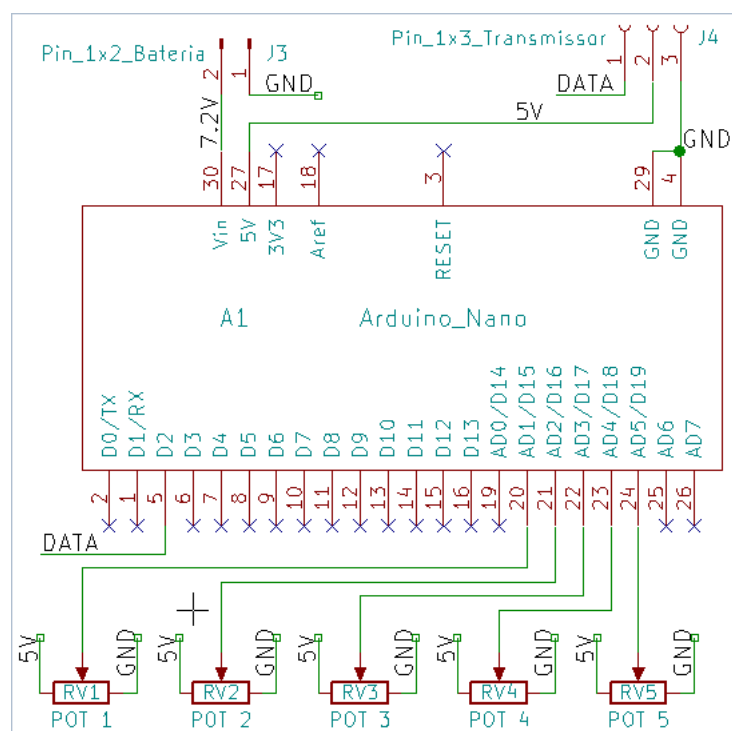 Pin_1x2_Bateria
J3
Pin_1x3_Transmissor
J4
2
1
GND
1
2
3
DATA
7.2V
5V
GND
30
27
17
18
3
29
4
Vin
5V
3V3
Aref
RESET
GND
GND
A1
Arduino_Nano
D0/TX
D1/RX
D2
D3
D4
D5
D6
D7
D8
D9
D10
D11
D12
D13
AD0/D14
AD1/D15
AD2/D16
AD3/D17
AD4/D18
AD5/D19
AD6
AD7
2
1
5
6
7
8
9
10
11
12
13
14
15
16
19
20
21
22
23
24
25
26
DATA
5V
GND
5V
GND
5V
GND
5V
GND
5V
GND
RV1
RV2
RV3
RV4
RV5
POT 1
POT 2
POT 3
POT 4
POT 5